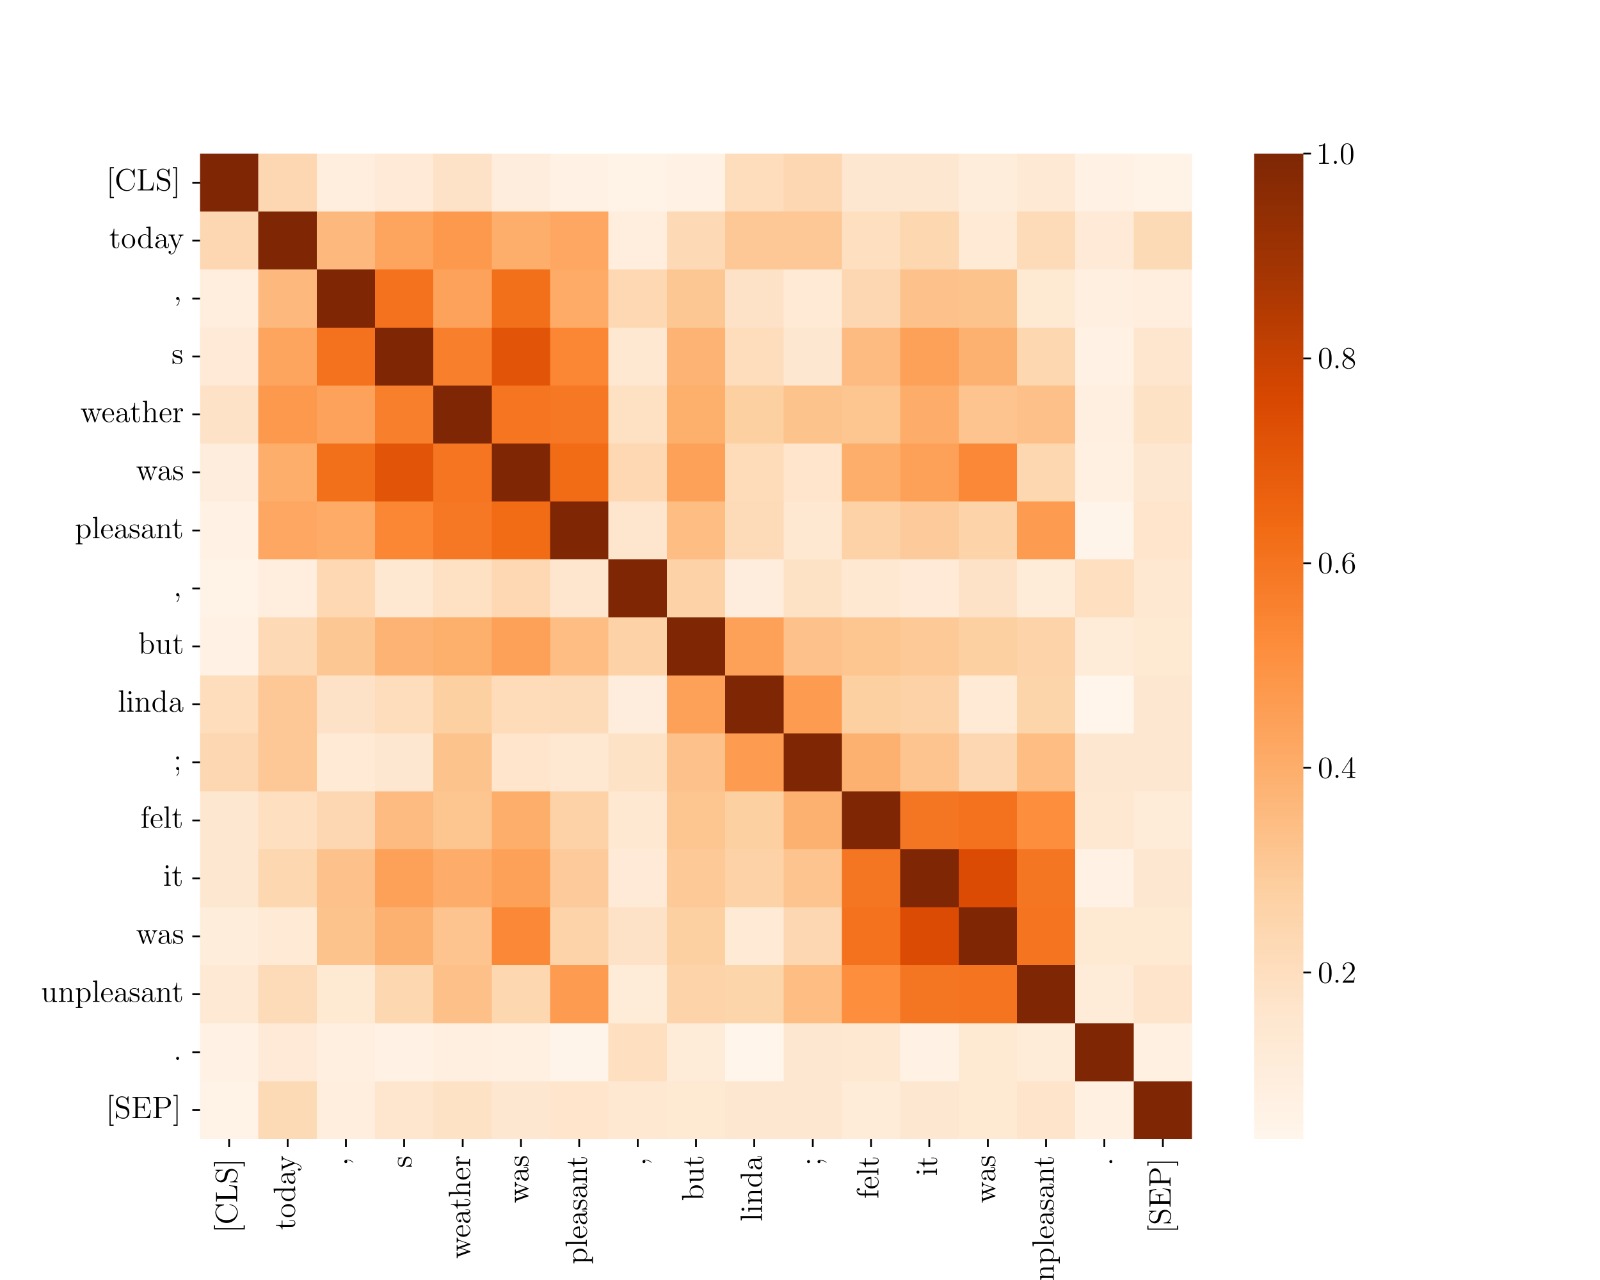 [CLS]
today
’
s
weather
was
pleasant
,
but
linda
;
felt
it
was
unpleasant
.
[SEP]
[CLS]
today
’
s
weather
was
pleasant
,
but
linda
;
felt
it
was
npleasant
.
[SEP]
1.0
0.8
0.6
0.4
0.2